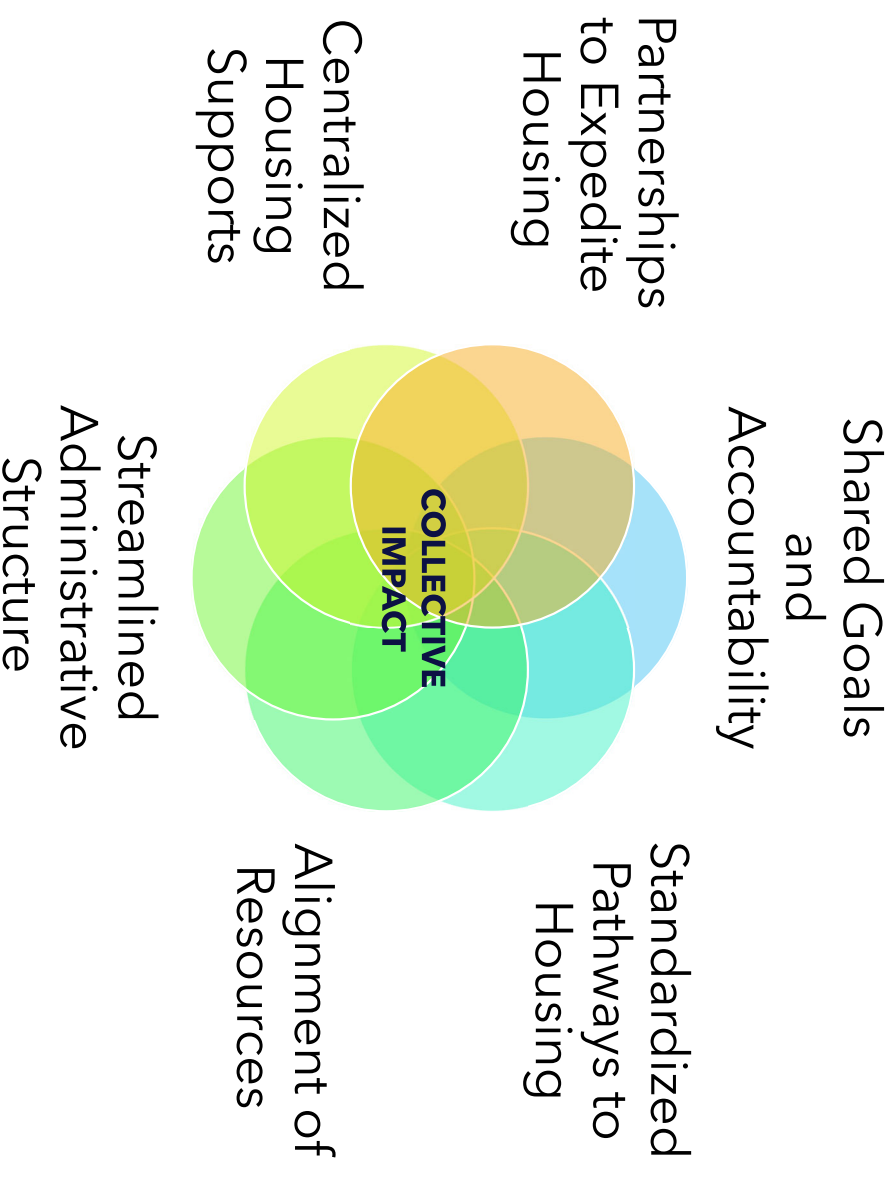 Shared Goals
and
Accountability
Partnerships
to Expedite
Housing
Standardized
Pathways to
Housing
COLLECTIVE
IMPACT
Centralized
Housing
Supports
Alignment of
Resources
Streamlined
Administrative
Structure